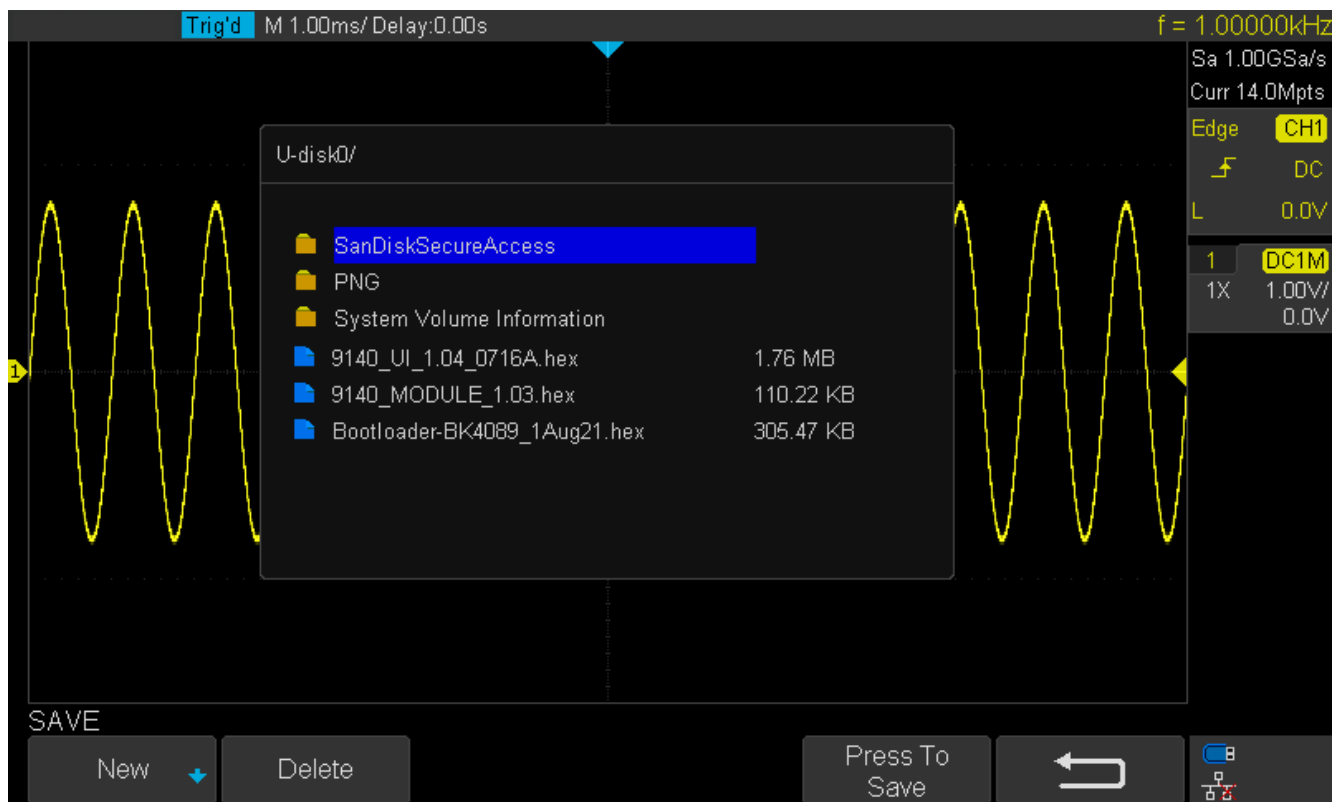 Trig'd M 1.00ms/ Delay:0.00s f = 1.00000kHz
Sa 1.00GSa/s
Curr 14.0Mpts
Edge CH1
DC
L 0.0V
1 DC1M
1X 1.00V/
0.0V
U-disk0/
SanDiskSecureAccess
PNG
System Volume Information
9140_UI_1.04_0716A.hex 1.76 MB
9140_MODULE_1.03.hex 110.22 KB
Bootloader-BK4089_1Aug21.hex 305.47 KB
1
SAVE
New
Delete
Press To
Save